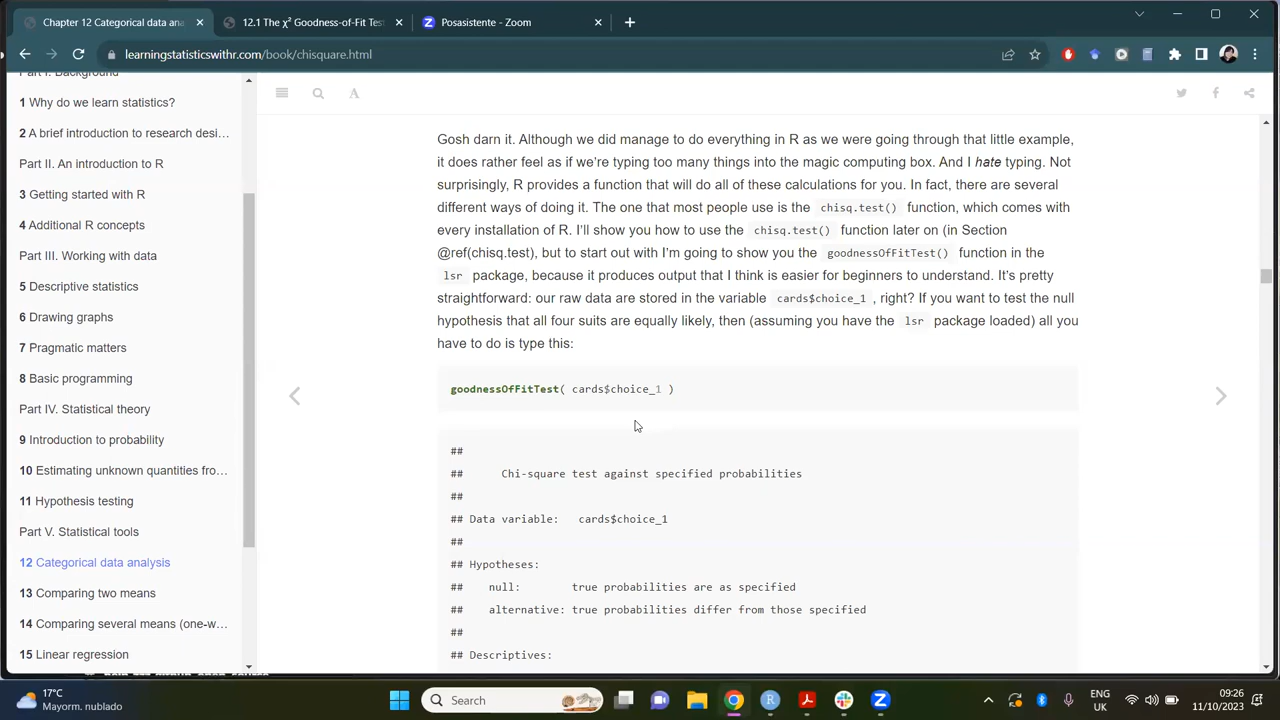 Chapter 12 Categorical data an
12.1 The χ² Goodness-of-Fit Tes
Posasistente - Zoom
learningstatisticswithr.com/book/chisquare.html
Part I. Background
1 Why do we learn statistics?
2 A brief introduction to research desi…
Part II. An introduction to R
3 Getting started with R
4 Additional R concepts
Part III. Working with data
5 Descriptive statistics
6 Drawing graphs
7 Pragmatic matters
8 Basic programming
Part IV. Statistical theory
9 Introduction to probability
10 Estimating unknown quantities fro…
11 Hypothesis testing
Part V. Statistical tools
12 Categorical data analysis
13 Comparing two means
14 Comparing several means (one-w…
15 Linear regression
A
Gosh darn it. Although we did manage to do everything in R as we were going through that little example,
it does rather feel as if we're typing too many things into the magic computing box. And I hate typing. Not
surprisingly, R provides a function that will do all of these calculations for you. In fact, there are several
different ways of doing it. The one that most people use is the chisq.test() function, which comes with
every installation of R. I'll show you how to use the chisq.test() function later on (in Section
@ref(chisq.test), but to start out with I'm going to show you the goodnessOfFitTest() function in the
lsr package, because it produces output that I think is easier for beginners to understand. It's pretty
straightforward: our raw data are stored in the variable cards$choice_1 , right? If you want to test the null
hypothesis that all four suits are equally likely, then (assuming you have the lsr package loaded) all you
have to do is type this:
goodnessOfFitTest( cards$choice_1 )
##
## Chi-square test against specified probabilities
##
## Data variable: cards$choice_1
##
## Hypotheses:
## null: true probabilities are as specified
## alternative: true probabilities differ from those specified
##
## Descriptives:
17°C
Mayorm. nublado
Search
ENG
UK
09:26
11/10/2023